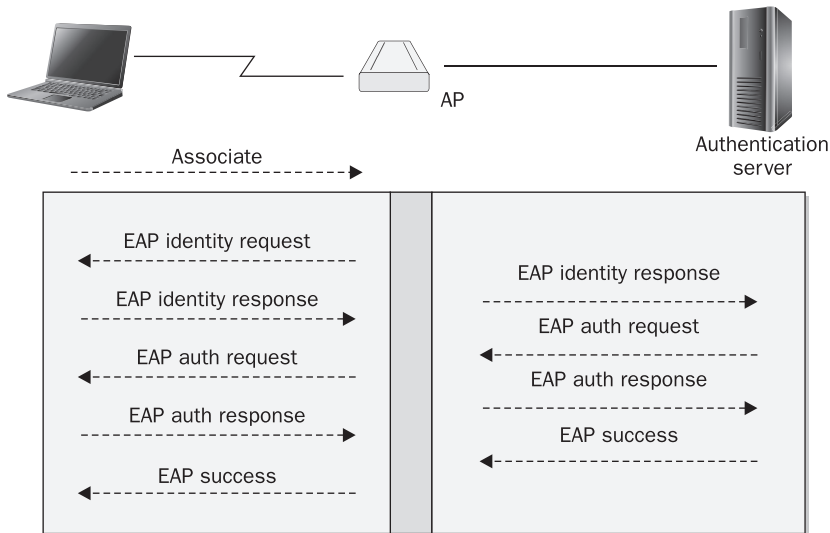 AP
Authentication
server
Associate
EAP identity request
EAP identity response
EAP auth request
EAP auth response
EAP success
EAP identity response
EAP auth request
EAP auth response
EAP success